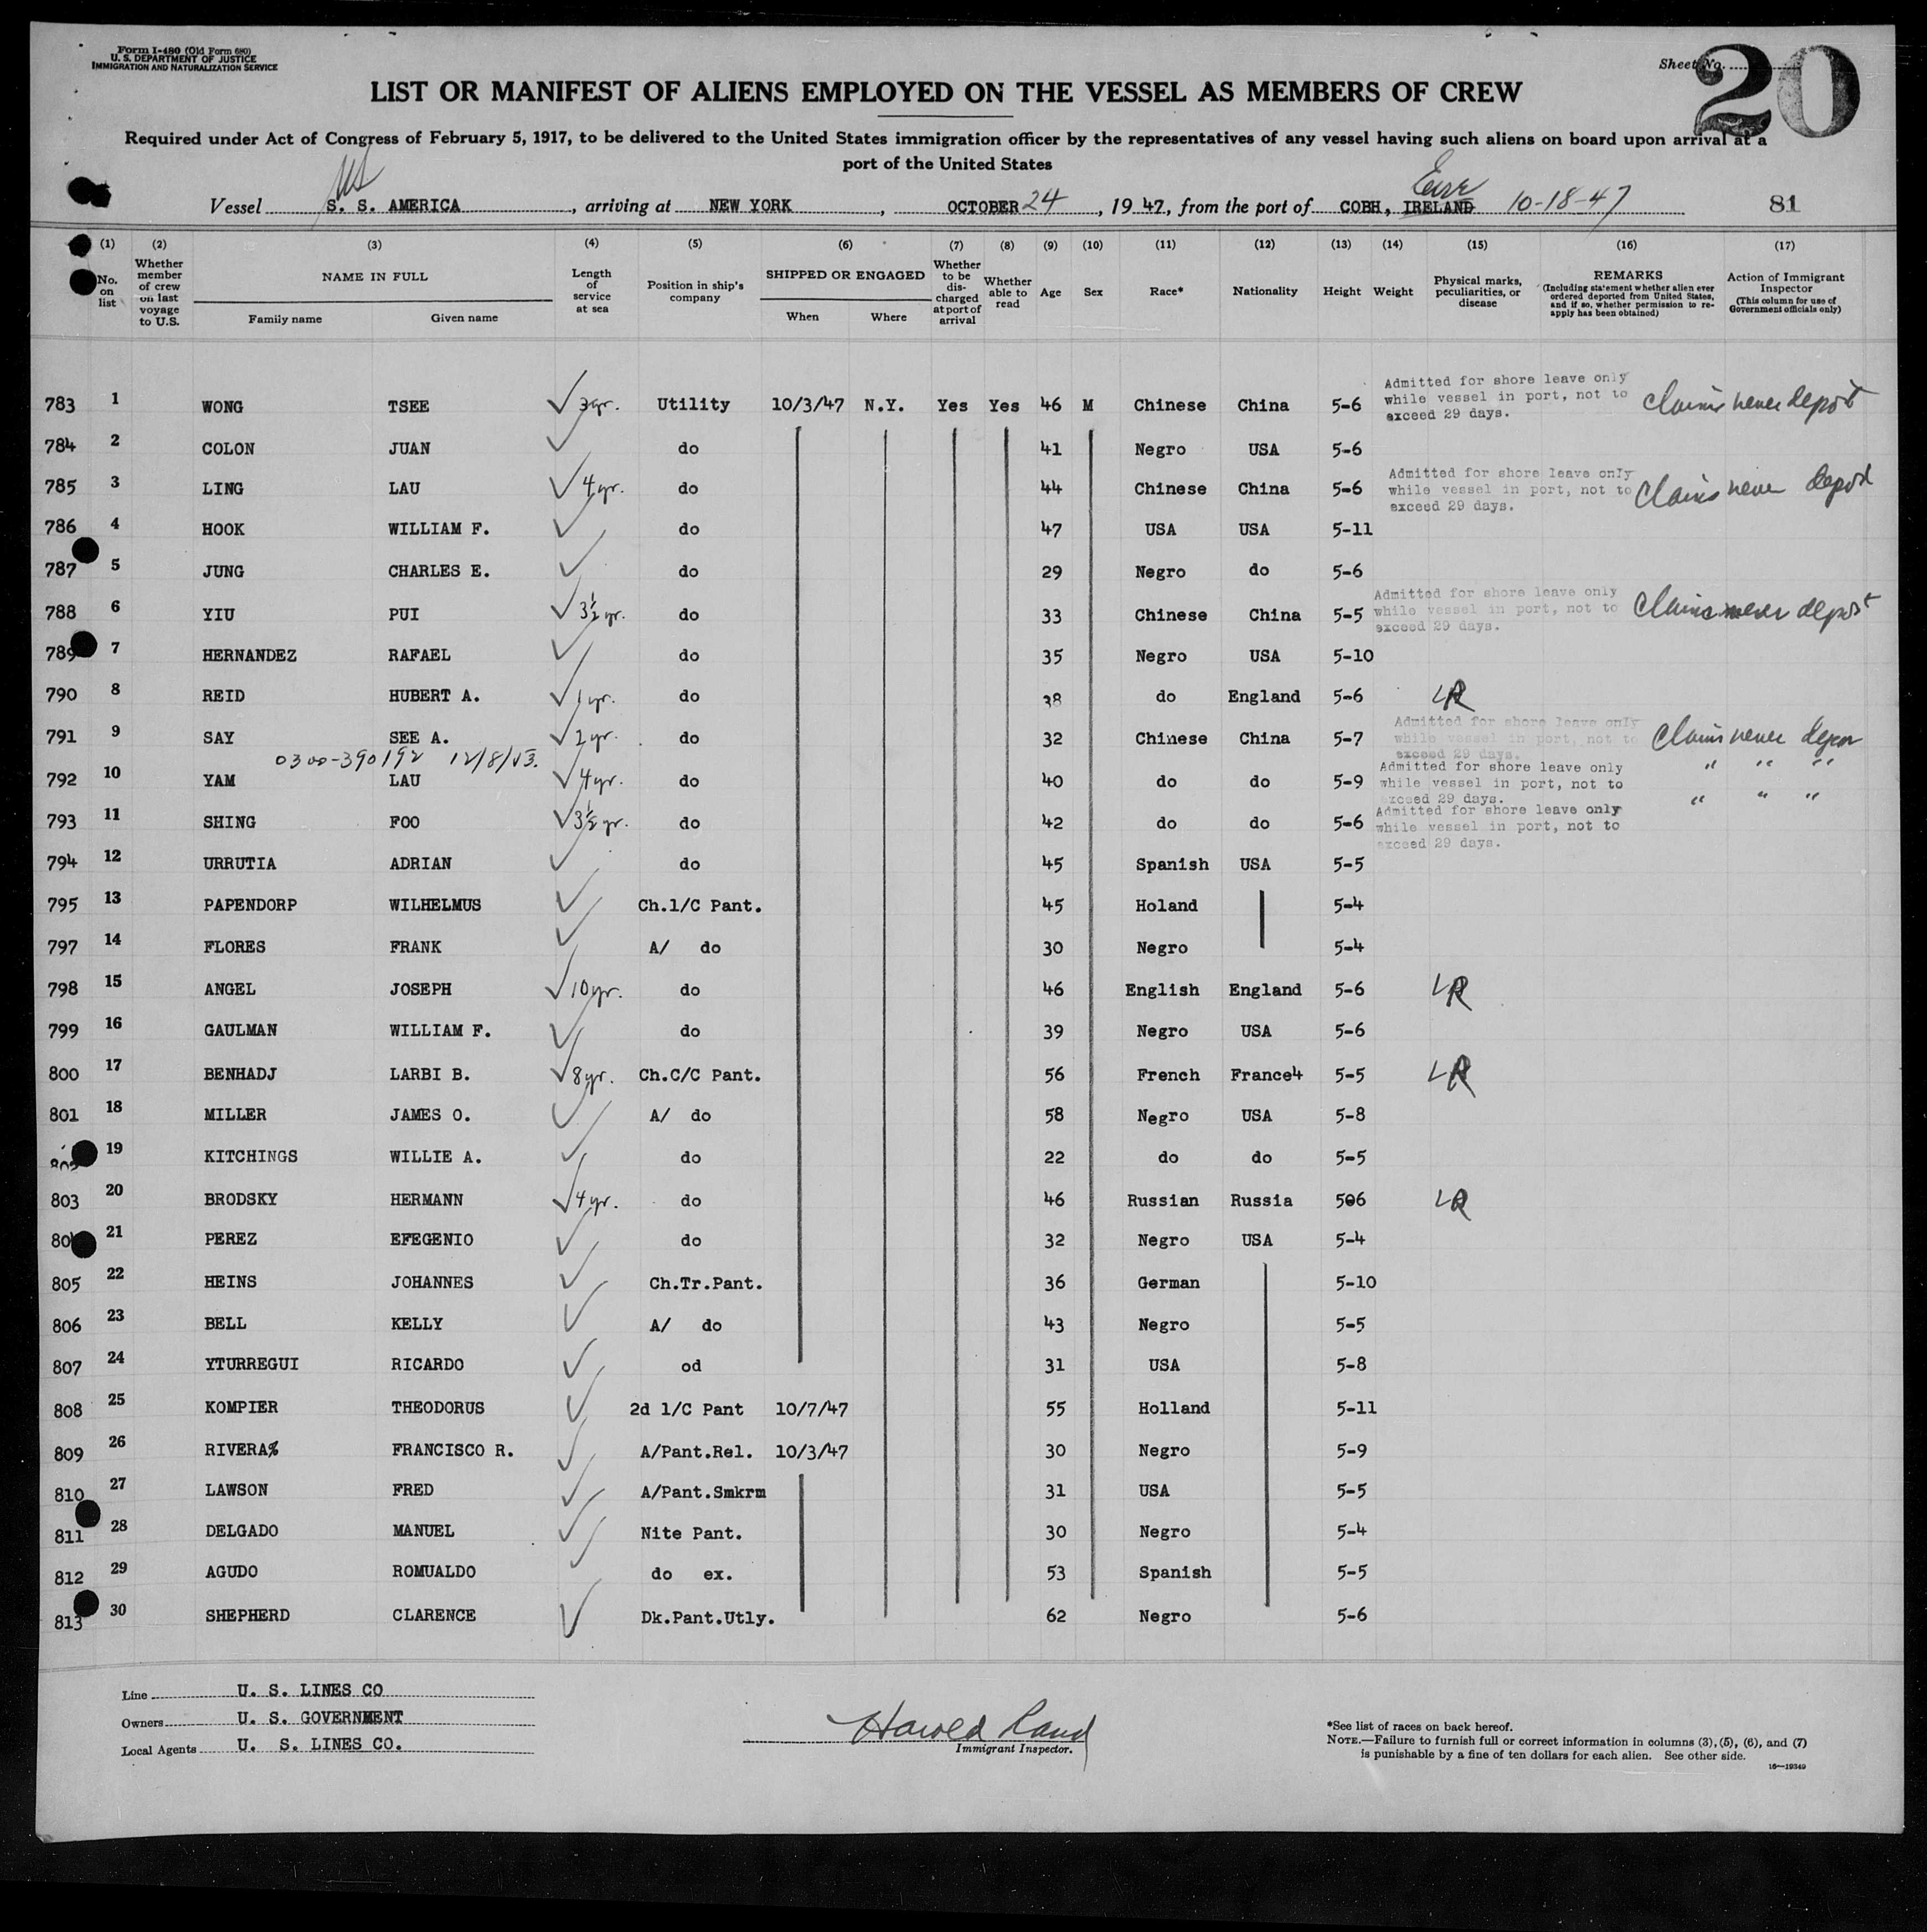 Form I-480 (Old Form 680)
U. S. DEPARTMENT OF JUSTICE
IMMIGRATION AND NATURALIZATION SERVICE
Sheet No.
20
LIST OR MANIFEST OF ALIENS EMPLOYED ON THE VESSEL AS MEMBERS OF CREW
Required under Act of Congress of February 5, 1917, to be delivered to the United States immigration officer by the representatives of any vessel having such aliens on board upon arrival at a
port of the United States
Eire
Vessel S. S. AMERICA, arriving at NEW YORK, OCTOBER 24, 1947, from the port of COBH, IRELAND 10-18-47 81
(1) (2) (3) (4) (5) (6) (7) (8) (9) (10) (11) (12) (13) (14) (15) (16) (17)
No. on list
Whether member of crew on last voyage to U.S.
NAME IN FULL
Family name Given name
Length of service at sea
Position in ship's company
SHIPPED OR ENGAGED
When Where
Whether to be discharged at port of arrival
Whether able to read
Age
Sex
Race*
Nationality
Height
Weight
Physical marks, peculiarities, or disease
REMARKS
(Including statement whether alien ever ordered deported from United States, and if so, whether permission to re-apply has been obtained)
Action of Immigrant Inspector
(This column for use of Government officials only)
783 1 WONG TSEE 3yr. Utility 10/3/47 N.Y. Yes Yes 46 M Chinese China 5-6 Admitted for shore leave only while vessel in port, not to exceed 29 days. Claims never deport
784 2 COLON JUAN do 41 Negro USA 5-6
785 3 LING LAU 4yr. do 44 Chinese China 5-6 Admitted for shore leave only while vessel in port, not to exceed 29 days. Claims never depod
786 4 HOOK WILLIAM F. do 47 USA USA 5-11
787 5 JUNG CHARLES E. do 29 Negro do 5-6
788 6 YIU PUI 3½ yr. do 33 Chinese China 5-5 Admitted for shore leave only while vessel in port, not to exceed 29 days. Claims never deport
789 7 HERNANDEZ RAFAEL do 35 Negro USA 5-10
790 8 REID HUBERT A. 1yr. do 38 do England 5-6 LR
791 9 SAY SEE A. 2yr. do 32 Chinese China 5-7 Admitted for shore leave only while vessel in port, not to exceed 29 days. Claims never depor
0300-390192 12/8/53.
792 10 YAM LAU 4yr. do 40 do do 5-9 Admitted for shore leave only while vessel in port, not to exceed 29 days. " " "
793 11 SHING FOO 3½ yr. do 42 do do 5-6 Admitted for shore leave only while vessel in port, not to exceed 29 days. " " "
794 12 URRUTIA ADRIAN do 45 Spanish USA 5-5
795 13 PAPENDORP WILHELMUS Ch.1/C Pant. 45 Holand 5-4
797 14 FLORES FRANK A/ do 30 Negro 5-4
798 15 ANGEL JOSEPH 10yr. do 46 English England 5-6 LR
799 16 GAULMAN WILLIAM F. do 39 Negro USA 5-6
800 17 BENHADJ LARBI B. 8yr. Ch.C/C Pant. 56 French France4 5-5 LR
801 18 MILLER JAMES O. A/ do 58 Negro USA 5-8
19 KITCHINGS WILLIE A. do 22 do do 5-5
803 20 BRODSKY HERMANN 4yr. do 46 Russian Russia 506 LR
21 PEREZ EFEGENIO do 32 Negro USA 5-4
805 22 HEINS JOHANNES Ch.Tr.Pant. 36 German 5-10
806 23 BELL KELLY A/ do 43 Negro 5-5
807 24 YTURREGUI RICARDO od 31 USA 5-8
808 25 KOMPIER THEODORUS 2d 1/C Pant 10/7/47 55 Holland 5-11
809 26 RIVERA% FRANCISCO R. A/Pant.Rel. 10/3/47 30 Negro 5-9
810 27 LAWSON FRED A/Pant.Smkrm 31 USA 5-5
811 28 DELGADO MANUEL Nite Pant. 30 Negro 5-4
812 29 AGUDO ROMUALDO do ex. 53 Spanish 5-5
813 30 SHEPHERD CLARENCE Dk.Pant.Utly. 62 Negro 5-6
Line U. S. LINES CO
Owners U. S. GOVERNMENT
Local Agents U. S. LINES CO.
Harold Rand
Immigrant Inspector.
*See list of races on back hereof.
NOTE.—Failure to furnish full or correct information in columns (3), (5), (6), and (7)
is punishable by a fine of ten dollars for each alien. See other side.
16—19349